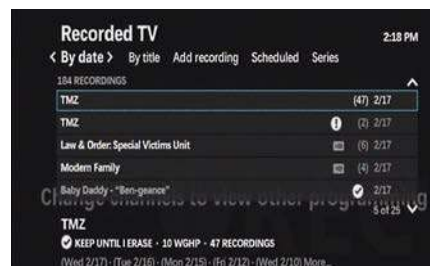 Recorded TV 2:18 PM
< By date > By title Add recording Scheduled Series
184 RECORDINGS
TMZ (47) 2/17
TMZ (2) 2/17
Law & Order: Special Victims Unit (6) 2/17
Modern Family (4) 2/17
Baby Daddy - "Ben-geance" 2/17
Change channels to view other programming
5 of 25
TMZ
KEEP UNTIL I ERASE · 10 WGHP · 47 RECORDINGS
(Wed 2/17) · (Tue 2/16) · (Mon 2/15) · (Fri 2/12) · (Wed 2/10) More...